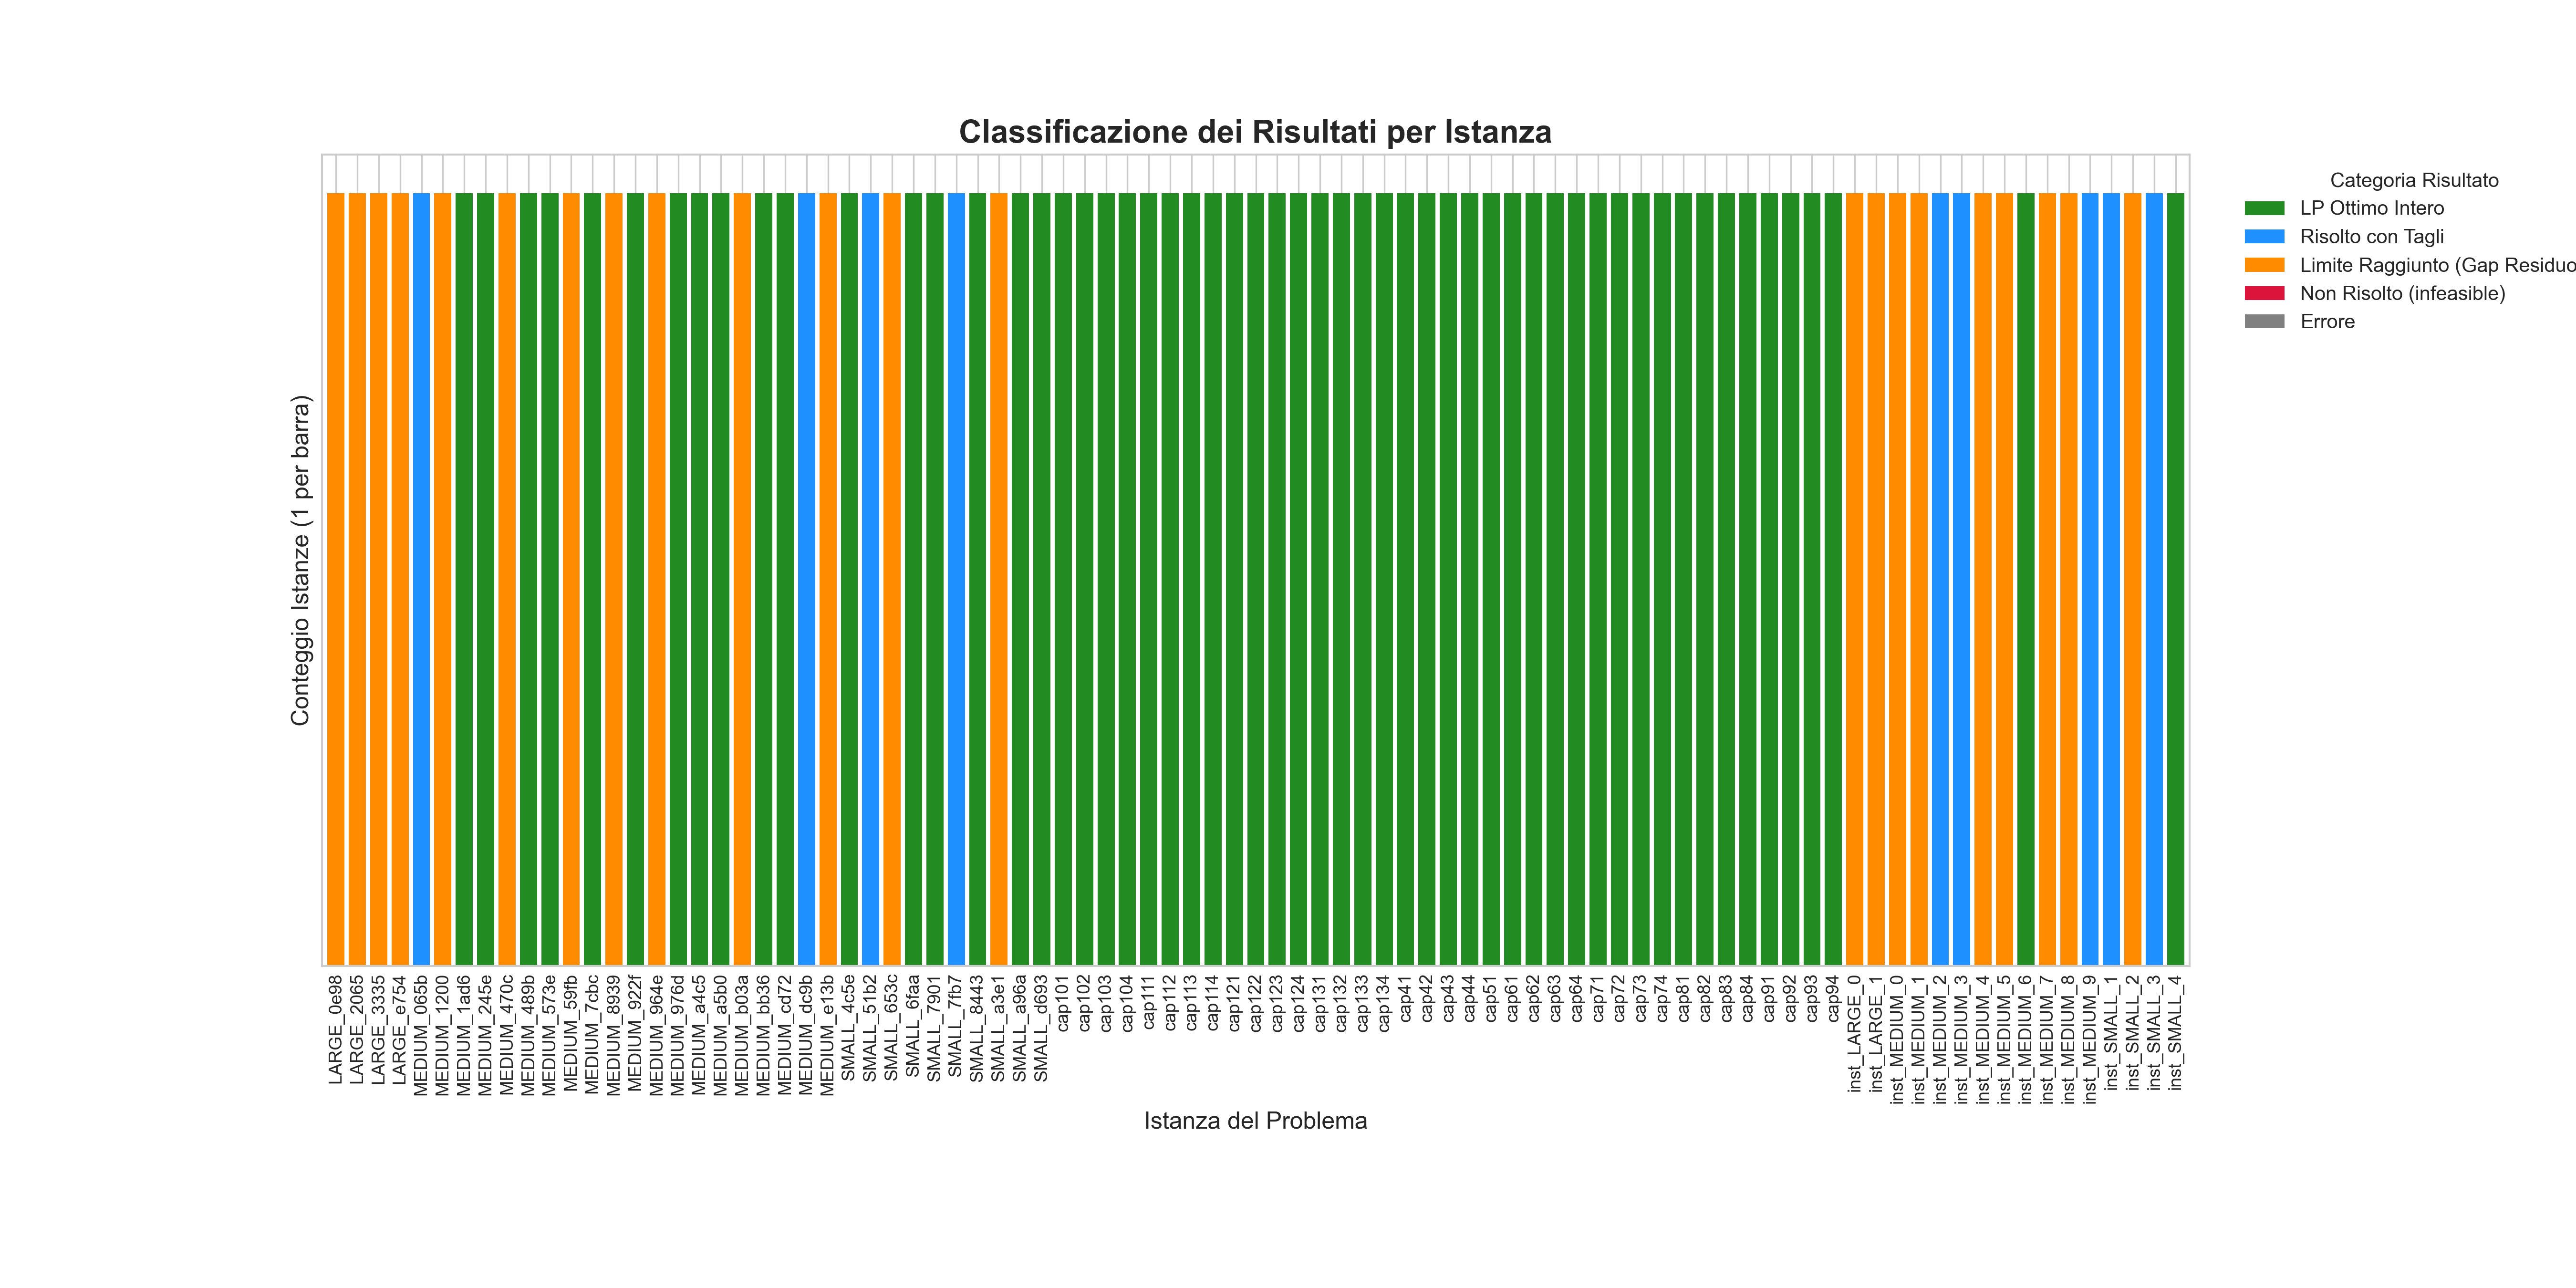 Classificazione dei Risultati per Istanza
Categoria Risultato
LP Ottimo Intero
Risolto con Tagli
Limite Raggiunto (Gap Residuo
Non Risolto (infeasible)
Errore
Conteggio Istanze (1 per barra)
LARGE_0e98
LARGE_2065
LARGE_3335
LARGE_e754
MEDIUM_065b
MEDIUM_1200
MEDIUM_1ad6
MEDIUM_245e
MEDIUM_470c
MEDIUM_489b
MEDIUM_573e
MEDIUM_59fb
MEDIUM_7cbc
MEDIUM_8939
MEDIUM_922f
MEDIUM_964e
MEDIUM_976d
MEDIUM_a4c5
MEDIUM_a5b0
MEDIUM_b03a
MEDIUM_bb36
MEDIUM_cd72
MEDIUM_dc9b
MEDIUM_e13b
SMALL_4c5e
SMALL_51b2
SMALL_653c
SMALL_6faa
SMALL_7901
SMALL_7fb7
SMALL_8443
SMALL_a3e1
SMALL_a96a
SMALL_d693
cap101
cap102
cap103
cap104
cap111
cap112
cap113
cap114
cap121
cap122
cap123
cap124
cap131
cap132
cap133
cap134
cap41
cap42
cap43
cap44
cap51
cap61
cap62
cap63
cap64
cap71
cap72
cap73
cap74
cap81
cap82
cap83
cap84
cap91
cap92
cap93
cap94
inst_LARGE_0
inst_LARGE_1
inst_MEDIUM_0
inst_MEDIUM_1
inst_MEDIUM_2
inst_MEDIUM_3
inst_MEDIUM_4
inst_MEDIUM_5
inst_MEDIUM_6
inst_MEDIUM_7
inst_MEDIUM_8
inst_MEDIUM_9
inst_SMALL_1
inst_SMALL_2
inst_SMALL_3
inst_SMALL_4
Istanza del Problema